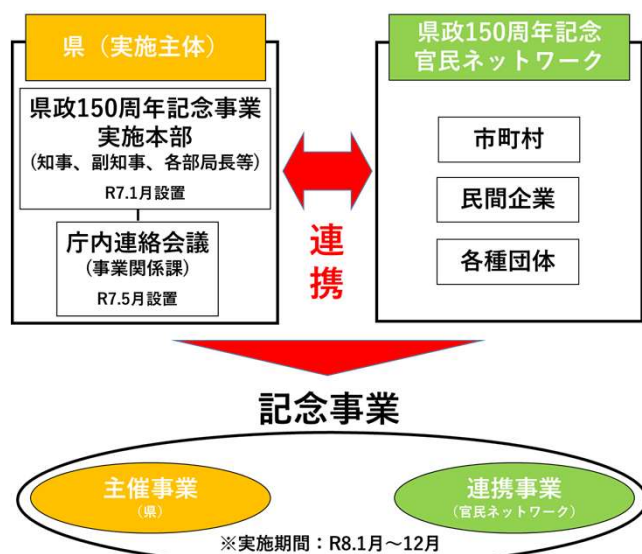 県（実施主体）
県政150周年記念事業
実施本部
(知事、副知事、各部局長等)
R7.1月設置
庁内連絡会議
(事業関係課)
R7.5月設置
連
携
県政150周年記念
官民ネットワーク
市町村
民間企業
各種団体
記念事業
主催事業
（県）
連携事業
（官民ネットワーク）
※実施期間：R8.1月～12月